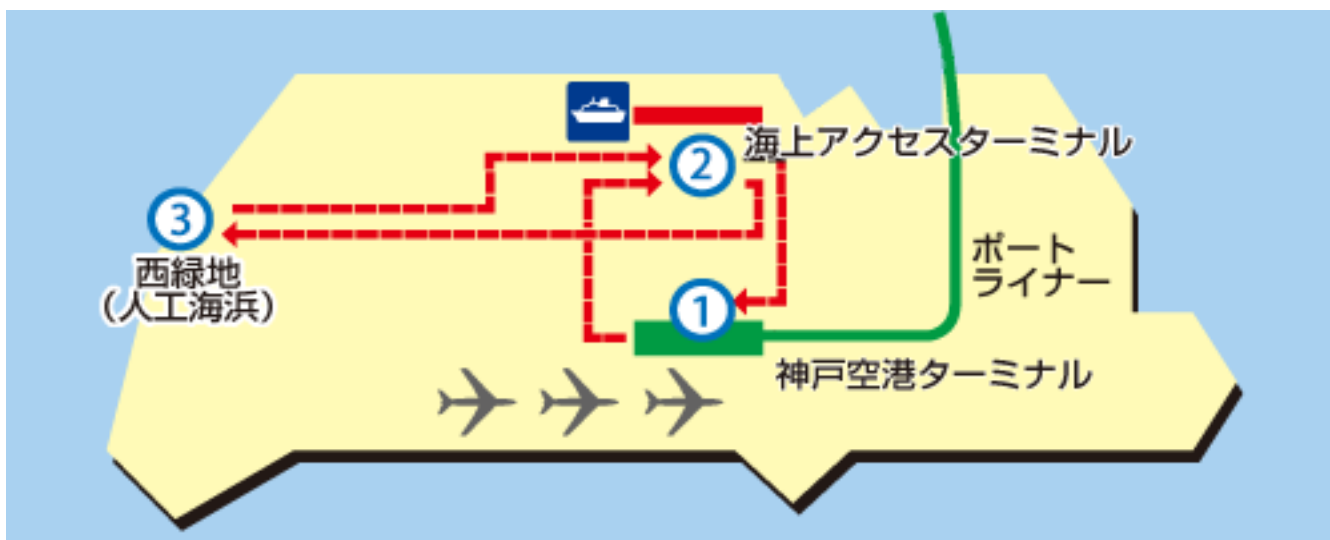 ②
海上アクセスターミナル
③
西緑地
（人工海浜）
ポート
ライナー
①
神戸空港ターミナル